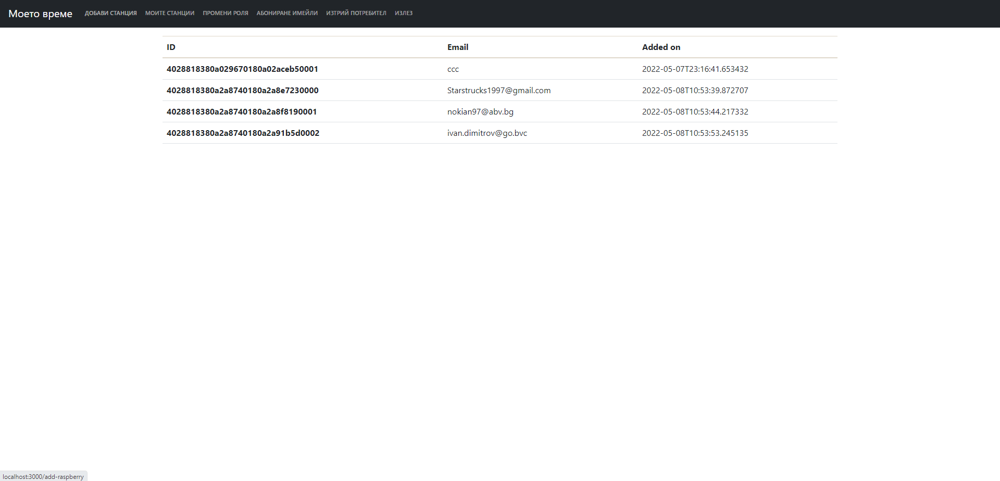 Моето време ДОБАВИ СТАНЦИЯ МОИТЕ СТАНЦИИ ПРОМЕНИ РОЛЯ АБОНИРАНЕ ИМЕЙЛИ ИЗТРИЙ ПОТРЕБИТЕЛ ИЗЛЕЗ
ID Email Added on
4028818380a029670180a02aceb50001 ccc 2022-05-07T23:16:41.653432
4028818380a2a8740180a2a8e7230000 Starstrucks1997@gmail.com 2022-05-08T10:53:39.872707
4028818380a2a8740180a2a8f8190001 nokian97@abv.bg 2022-05-08T10:53:44.217332
4028818380a2a8740180a2a91b5d0002 ivan.dimitrov@go.bvc 2022-05-08T10:53:53.245135
localhost:3000/add-raspberry